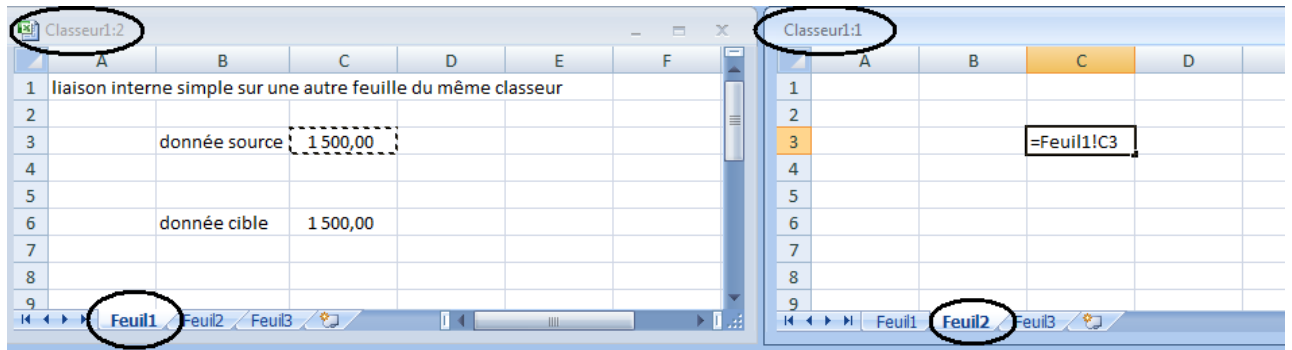 Classeur1:2
A B C D E F
1 liaison interne simple sur une autre feuille du même classeur
2
3 donnée source 1 500,00
4
5
6 donnée cible 1 500,00
7
8
9
Feuil1 Feuil2 Feuil3
Classeur1:1
A B C D
1
2
3 =Feuil1!C3
4
5
6
7
8
9
Feuil1 Feuil2 Feuil3